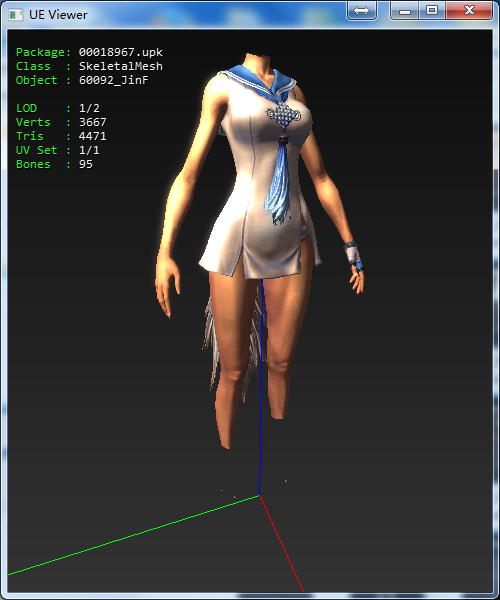 UE Viewer
Package: 00018967.upk
Class  : SkeletalMesh
Object : 60092_JinF
LOD    : 1/2
Verts  : 3667
Tris   : 4471
UV Set : 1/1
Bones  : 95